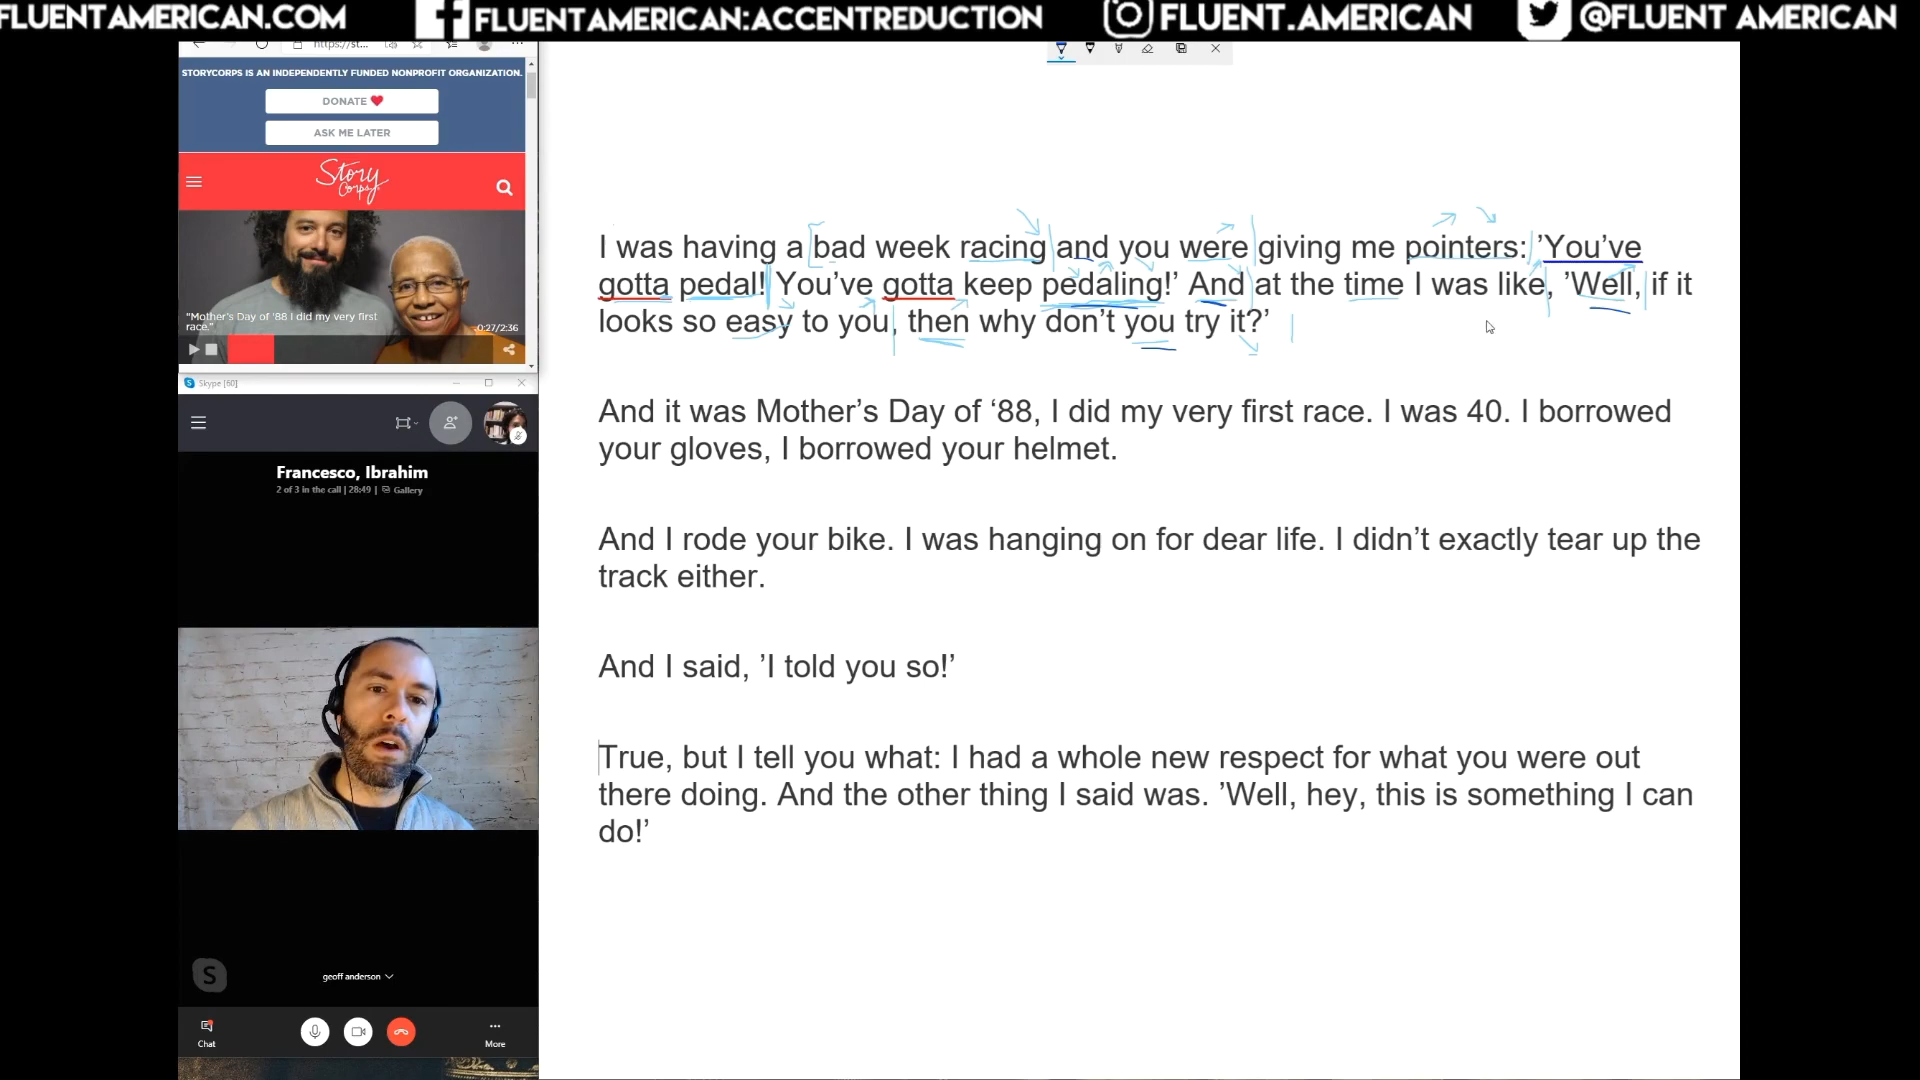 FLUENTAMERICAN.COM
FLUENTAMERICAN:ACCENTREDUCTION
FLUENT.AMERICAN
@FLUENT AMERICAN
https://st...
STORYCORPS IS AN INDEPENDENTLY FUNDED NONPROFIT ORGANIZATION.
DONATE
ASK ME LATER
Story
Corps
"Mother's Day of '88 I did my very first
race."
-0:27/2:36
Skype [60]
Francesco, Ibrahim
2 of 3 in the call | 28:49 | Gallery
geoff anderson
Chat
More
I was having a bad week racing and you were giving me pointers: ’You’ve
gotta pedal! You’ve gotta keep pedaling!’ And at the time I was like, ’Well, if it
looks so easy to you, then why don’t you try it?’
And it was Mother’s Day of ‘88, I did my very first race. I was 40. I borrowed
your gloves, I borrowed your helmet.
And I rode your bike. I was hanging on for dear life. I didn’t exactly tear up the
track either.
And I said, ’I told you so!’
True, but I tell you what: I had a whole new respect for what you were out
there doing. And the other thing I said was. ’Well, hey, this is something I can
do!’